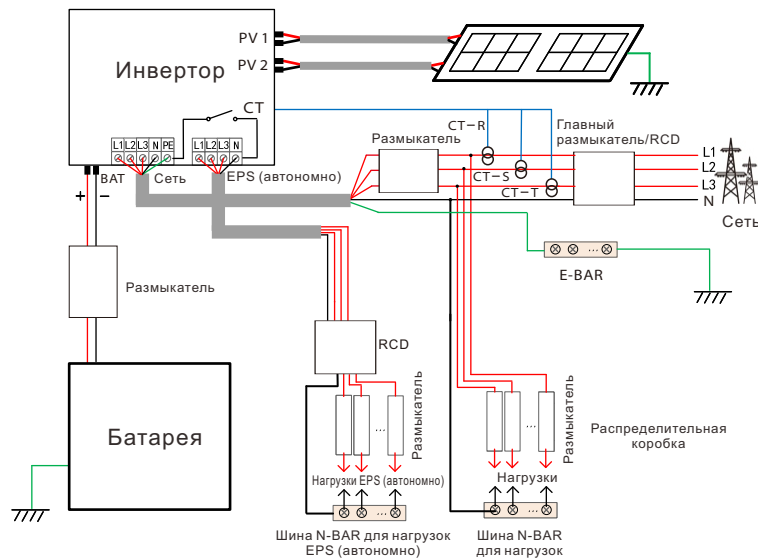 Инвертор
PV 1
PV 2
CT
L1 L2 L3 N PE
L1 L2 L3 N
BAT
Сеть
EPS (автономно)
+ −
Размыкатель
CT−R
CT−S
CT−T
Главный
размыкатель/RCD
L1
L2
L3
N
Сеть
E-BAR
Размыкатель
RCD
Батарея
Размыкатель
...
Нагрузки EPS (автономно)
...
Шина N-BAR для нагрузок
EPS (автономно)
Размыкатель
...
Нагрузки
...
Шина N-BAR
для нагрузок
Распределительная
коробка